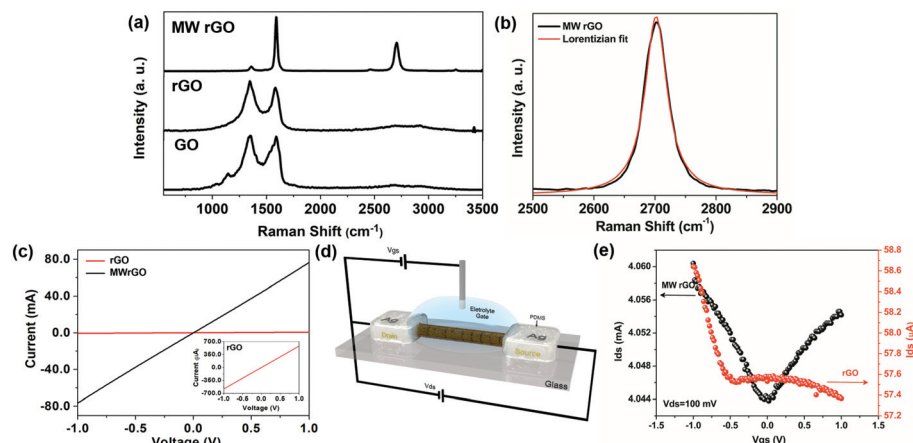 (a)
MW rGO
rGO
GO
Intensity (a. u.)
1000 1500 2000 2500 3000 3500
Raman Shift (cm-1)
(b)
MW rGO
Lorentzian fit
Intensity (a. u.)
2500 2600 2700 2800 2900
Raman Shift (cm-1)
(c)
rGO
MWrGO
80.0
40.0
0.0
-40.0
-80.0
Current (mA)
rGO
700.0
350.0
0.0
-350.0
-700.0
-1.0 -0.5 0.0 0.5 1.0
Voltage (V)
-1.0 -0.5 0.0 0.5 1.0
Voltage (V)
(d)
Vgs
Eletrolyte
Gate
PDMS
Ag
Ag
Drain
Source
Glass
Vds
(e)
4.060
4.056
4.052
4.048
4.044
Ids (mA)
MW rGO
rGO
Vds=100 mV
58.8
58.6
58.4
58.2
58.0
57.8
57.6
57.4
57.2
Ids (µA)
-1.5 -1.0 -0.5 0.0 0.5 1.0 1.5
Vgs (V)